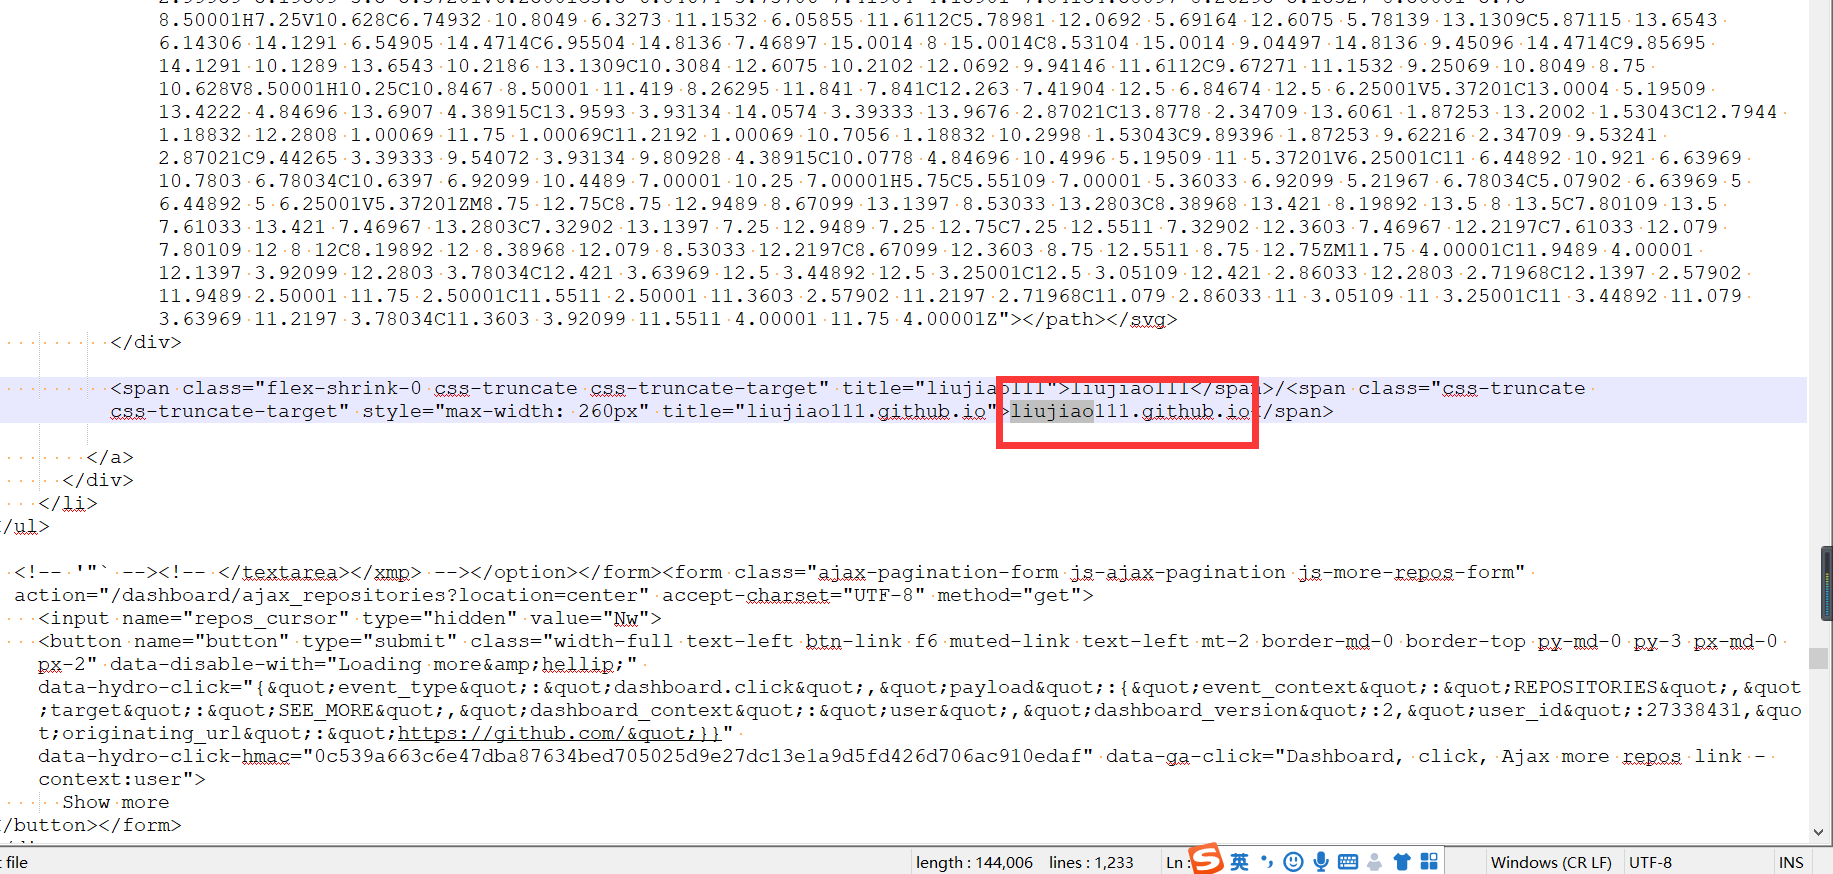 8.50001H7.25V10.628C6.74932 10.8049 6.3273 11.1532 6.05855 11.6112C5.78981 12.0692 5.69164 12.6075 5.78139 13.1309C5.87115 13.6543
6.14306 14.1291 6.54905 14.4714C6.95504 14.8136 7.46897 15.0014 8 15.0014C8.53104 15.0014 9.04497 14.8136 9.45096 14.4714C9.85695
14.1291 10.1289 13.6543 10.2186 13.1309C10.3084 12.6075 10.2102 12.0692 9.94146 11.6112C9.67271 11.1532 9.25069 10.8049 8.75
10.628V8.50001H10.25C10.8467 8.50001 11.419 8.26295 11.841 7.841C12.263 7.41904 12.5 6.84674 12.5 6.25001V5.37201C13.0004 5.19509
13.4222 4.84696 13.6907 4.38915C13.9593 3.93134 14.0574 3.39333 13.9676 2.87021C13.8778 2.34709 13.6061 1.87253 13.2002 1.53043C12.7944
1.18832 12.2808 1.00069 11.75 1.00069C11.2192 1.00069 10.7056 1.18832 10.2998 1.53043C9.89396 1.87253 9.62216 2.34709 9.53241
2.87021C9.44265 3.39333 9.54072 3.93134 9.80928 4.38915C10.0778 4.84696 10.4996 5.19509 11 5.37201V6.25001C11 6.44892 10.921 6.63969
10.7803 6.78034C10.6397 6.92099 10.4489 7.00001 10.25 7.00001H5.75C5.55109 7.00001 5.36033 6.92099 5.21967 6.78034C5.07902 6.63969 5
6.44892 5 6.25001V5.37201ZM8.75 12.75C8.75 12.9489 8.67099 13.1397 8.53033 13.2803C8.38968 13.421 8.19892 13.5 8 13.5C7.80109 13.5
7.61033 13.421 7.46967 13.2803C7.32902 13.1397 7.25 12.9489 7.25 12.75C7.25 12.5511 7.32902 12.3603 7.46967 12.2197C7.61033 12.079
7.80109 12 8 12C8.19892 12 8.38968 12.079 8.53033 12.2197C8.67099 12.3603 8.75 12.5511 8.75 12.75ZM11.75 4.00001C11.9489 4.00001
12.1397 3.92099 12.2803 3.78034C12.421 3.63969 12.5 3.44892 12.5 3.25001C12.5 3.05109 12.421 2.86033 12.2803 2.71968C12.1397 2.57902
11.9489 2.50001 11.75 2.50001C11.5511 2.50001 11.3603 2.57902 11.2197 2.71968C11.079 2.86033 11 3.05109 11 3.25001C11 3.44892 11.079
3.63969 11.2197 3.78034C11.3603 3.92099 11.5511 4.00001 11.75 4.00001Z"></path></svg>
</div>
<span class="flex-shrink-0 css-truncate css-truncate-target" title="liujiao111">liujiao111</span>/<span class="css-truncate
css-truncate-target" style="max-width: 260px" title="liujiao111.github.io">liujiao111.github.io</span>
</a>
</div>
</li>
/ul>
<!-- '"` --><!-- </textarea></xmp> --></option></form><form class="ajax-pagination-form js-ajax-pagination js-more-repos-form"
action="/dashboard/ajax_repositories?location=center" accept-charset="UTF-8" method="get">
<input name="repos_cursor" type="hidden" value="Nw">
<button name="button" type="submit" class="width-full text-left btn-link f6 muted-link text-left mt-2 border-md-0 border-top py-md-0 py-3 px-md-0
px-2" data-disable-with="Loading more&amp;hellip;"
data-hydro-click="{&quot;event_type&quot;:&quot;dashboard.click&quot;,&quot;payload&quot;:{&quot;event_context&quot;:&quot;REPOSITORIES&quot;,&quot
;target&quot;:&quot;SEE_MORE&quot;,&quot;dashboard_context&quot;:&quot;user&quot;,&quot;dashboard_version&quot;:2,&quot;user_id&quot;:27338431,&quot
;originating_url&quot;:&quot;https://github.com/&quot;}}"
data-hydro-click-hmac="0c539a663c6e47dba87634bed705025d9e27dc13e1a9d5fd426d706ac910edaf" data-ga-click="Dashboard, click, Ajax more repos link -
context:user">
Show more
/button></form>
file length : 144,006 lines : 1,233 Ln : 英 Windows (CR LF) UTF-8 INS